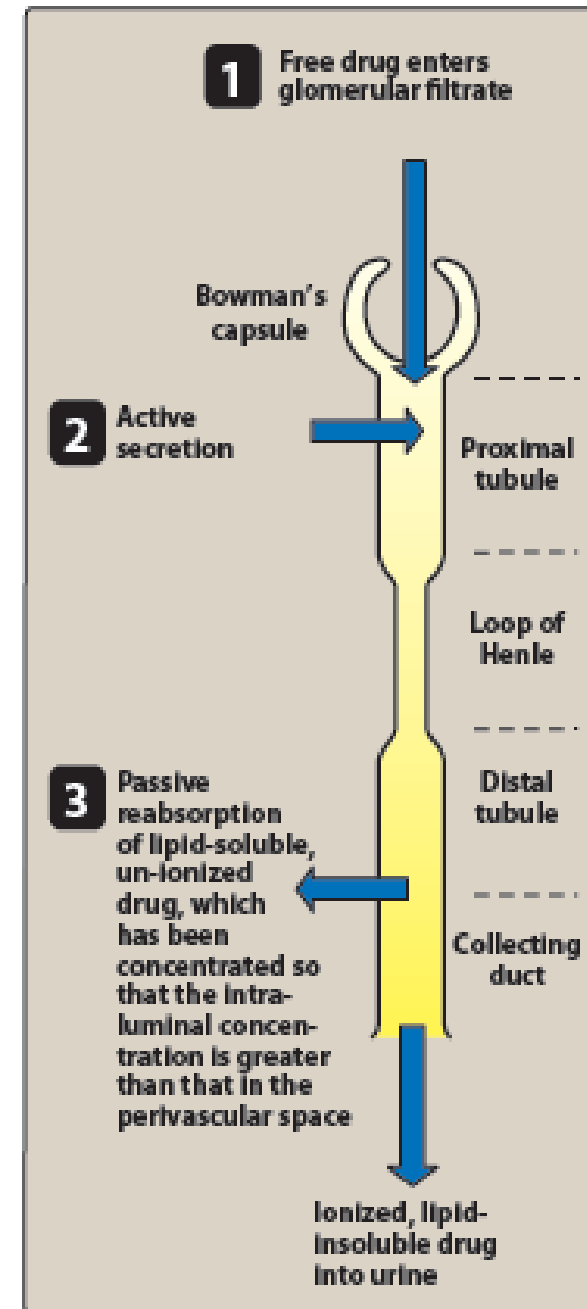 1
Free drug enters
glomerular filtrate
Bowman's
capsule
2
Active
secretion
Proximal
tubule
Loop of
Henle
3
Passive
reabsorption
of lipid-soluble,
un-ionized
drug, which
has been
concentrated so
that the intra-
luminal concen-
tration is greater
than that in the
perivascular space
Distal
tubule
Collecting
duct
Ionized, lipid-
insoluble drug
into urine